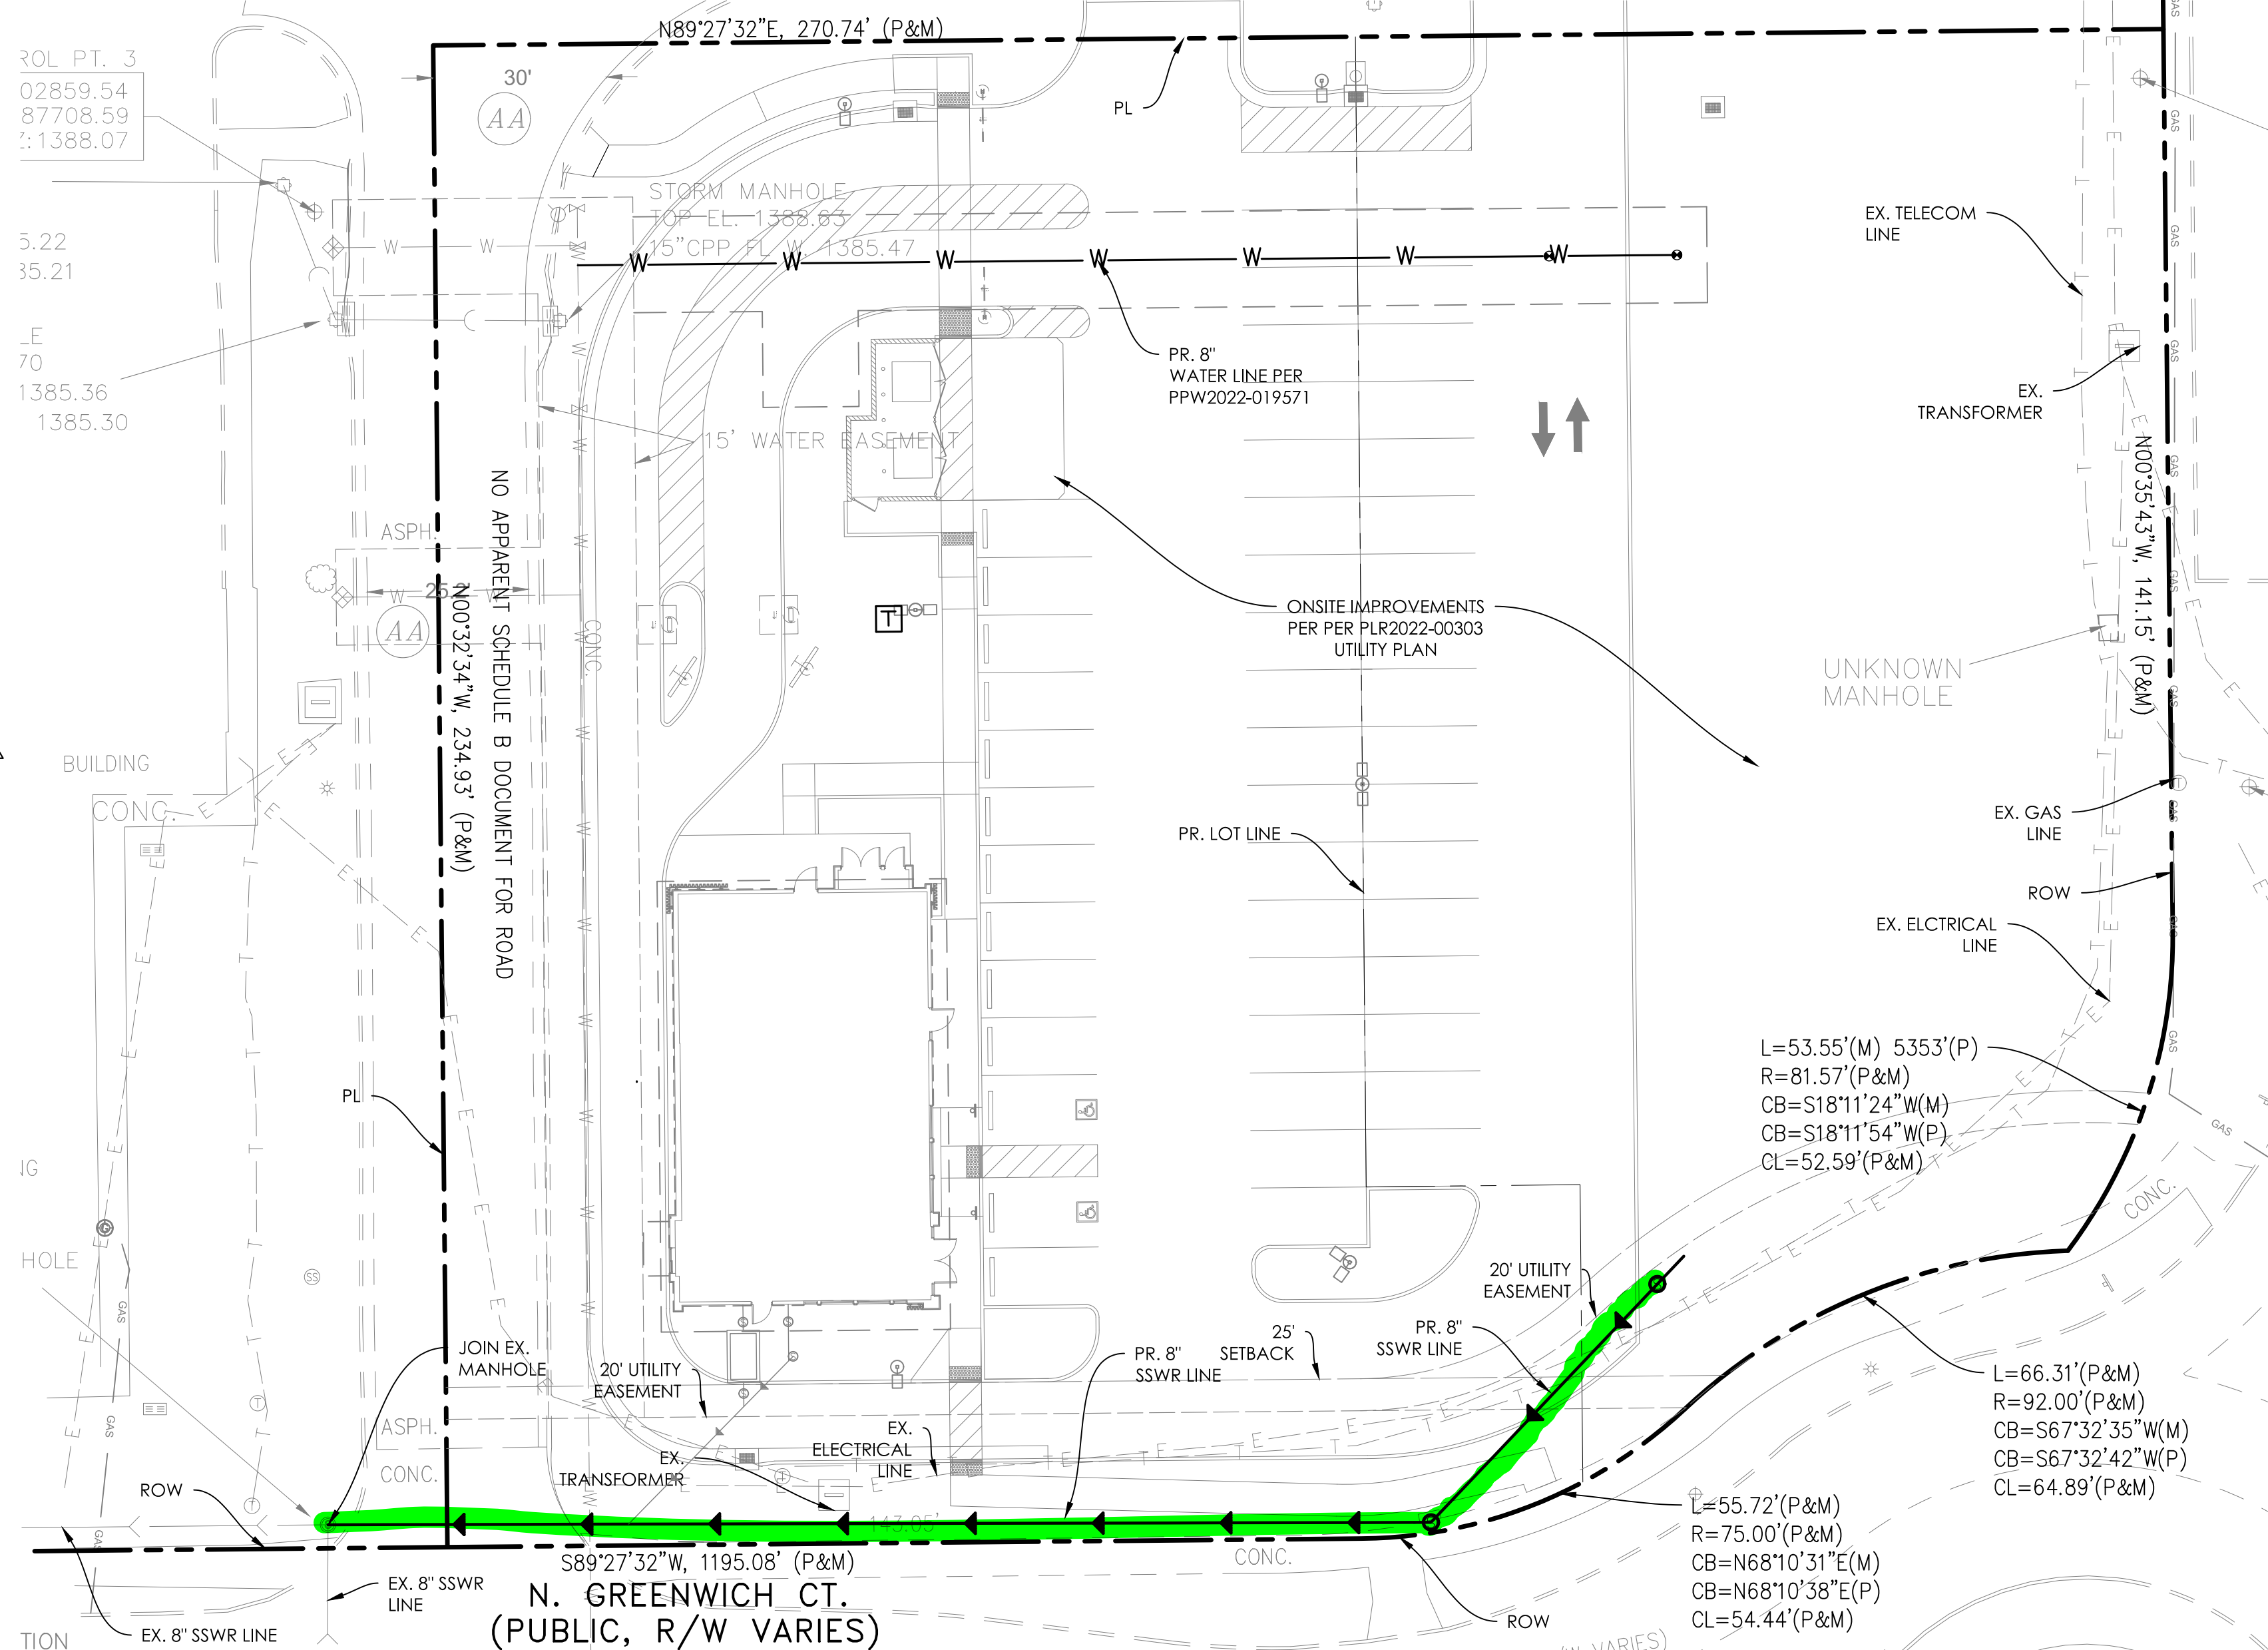 N89°27'32"E, 270.74' (P&M)
ROL PT. 3
02859.54
87708.59
:1388.07
30'
AA
PL
STORM MANHOLE
TOP EL. 1388.63
15"CPP FL W. 1385.47
5.22
35.21
EX. TELECOM
LINE
W W W W W W W
PR. 8"
WATER LINE PER
PPW2022-019571
LE
70
1385.36
1385.30
EX.
TRANSFORMER
15' WATER EASEMENT
N00°35'43"W, 141.15' (P&M)
NO APPARENT SCHEDULE B DOCUMENT FOR ROAD
N00°32'34"W, 234.93' (P&M)
ASPH.
AA
CONC.
T
ONSITE IMPROVEMENTS
PER PER PLR2022-00303
UTILITY PLAN
UNKNOWN
MANHOLE
BUILDING
CONC.
EX. GAS
LINE
PR. LOT LINE
ROW
EX. ELCTRICAL
LINE
L=53.55'(M) 5353'(P)
R=81.57'(P&M)
CB=S18°11'24"W(M)
CB=S18°11'54"W(P)
CL=52.59'(P&M)
PL
NG
CONC.
HOLE
SS
GAS
20' UTILITY
EASEMENT
25'
SETBACK
PR. 8"
SSWR LINE
JOIN EX.
MANHOLE
20' UTILITY
EASEMENT
PR. 8"
SSWR LINE
L=66.31'(P&M)
R=92.00'(P&M)
CB=S67°32'35"W(M)
CB=S67°32'42"W(P)
CL=64.89'(P&M)
ASPH.
CONC.
EX.
ELECTRICAL
LINE
EX.
TRANSFORMER
ROW
143.05'
L=55.72'(P&M)
R=75.00'(P&M)
CB=N68°10'31"E(M)
CB=N68°10'38"E(P)
CL=54.44'(P&M)
S89°27'32"W, 1195.08' (P&M)
CONC.
EX. 8" SSWR
LINE
N. GREENWICH CT.
(PUBLIC, R/W VARIES)
ROW
EX. 8" SSWR LINE
TION
VARIES)